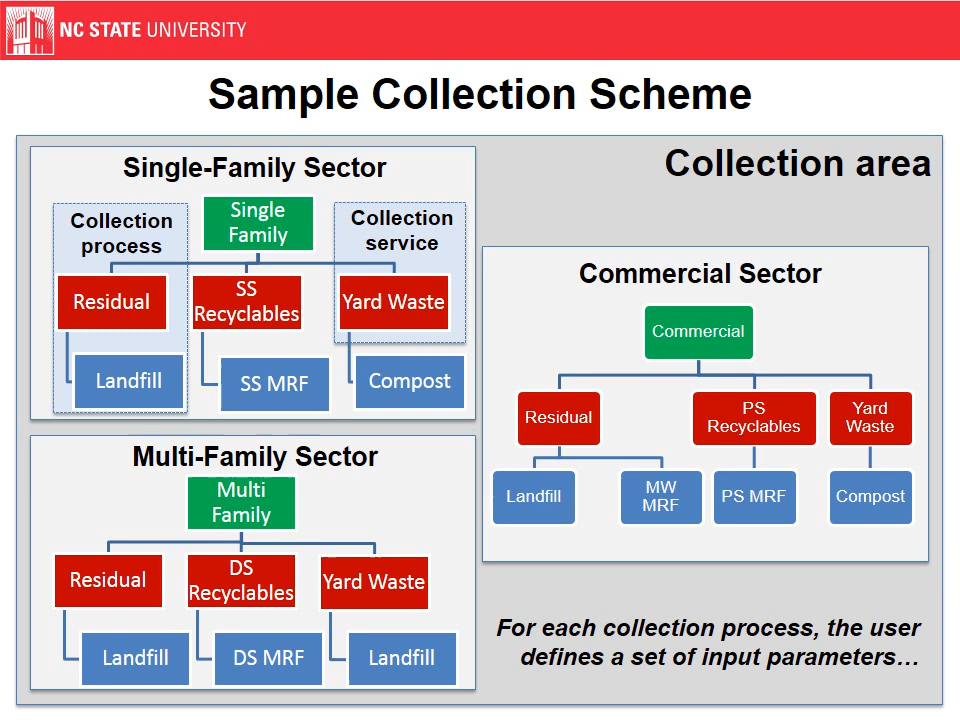 NC STATE UNIVERSITY
Sample Collection Scheme
Collection area
Single-Family Sector
Collection
process
Single
Family
Collection
service
Residual
SS
Recyclables
Yard Waste
Landfill
SS MRF
Compost
Multi-Family Sector
Multi
Family
Residual
DS
Recyclables
Yard Waste
Landfill
DS MRF
Landfill
Commercial Sector
Commercial
Residual
PS
Recyclables
Yard
Waste
Landfill
MW
MRF
PS MRF
Compost
For each collection process, the user
defines a set of input parameters…